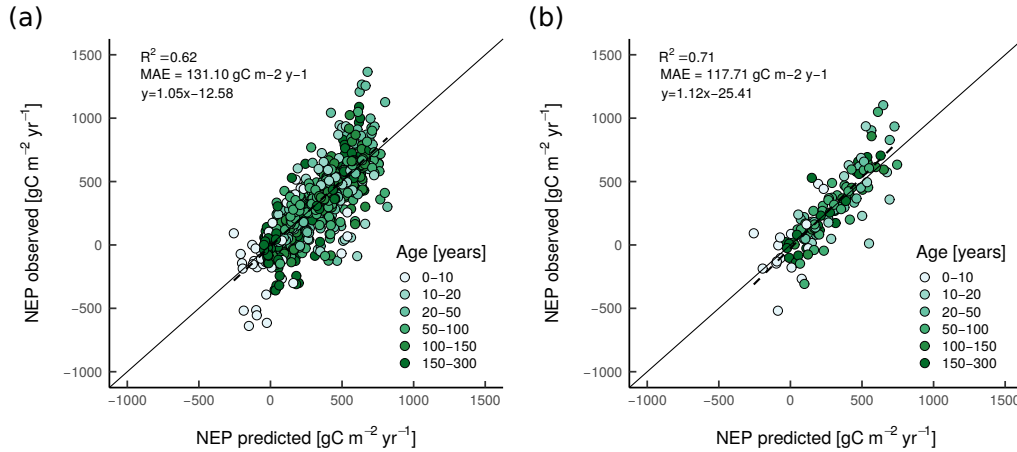 (a)
R² =0.62
MAE = 131.10 gC m−2 y−1
y=1.05x−12.58
NEP observed [gC m⁻² yr⁻¹]
1500
1000
500
0
−500
−1000
Age [years]
0−10
10−20
20−50
50−100
100−150
150−300
−1000 −500 0 500 1000 1500
NEP predicted [gC m⁻² yr⁻¹]
(b)
R² =0.71
MAE = 117.71 gC m−2 y−1
y=1.12x−25.41
NEP observed [gC m⁻² yr⁻¹]
1500
1000
500
0
−500
−1000
Age [years]
0−10
10−20
20−50
50−100
100−150
150−300
−1000 −500 0 500 1000 1500
NEP predicted [gC m⁻² yr⁻¹]